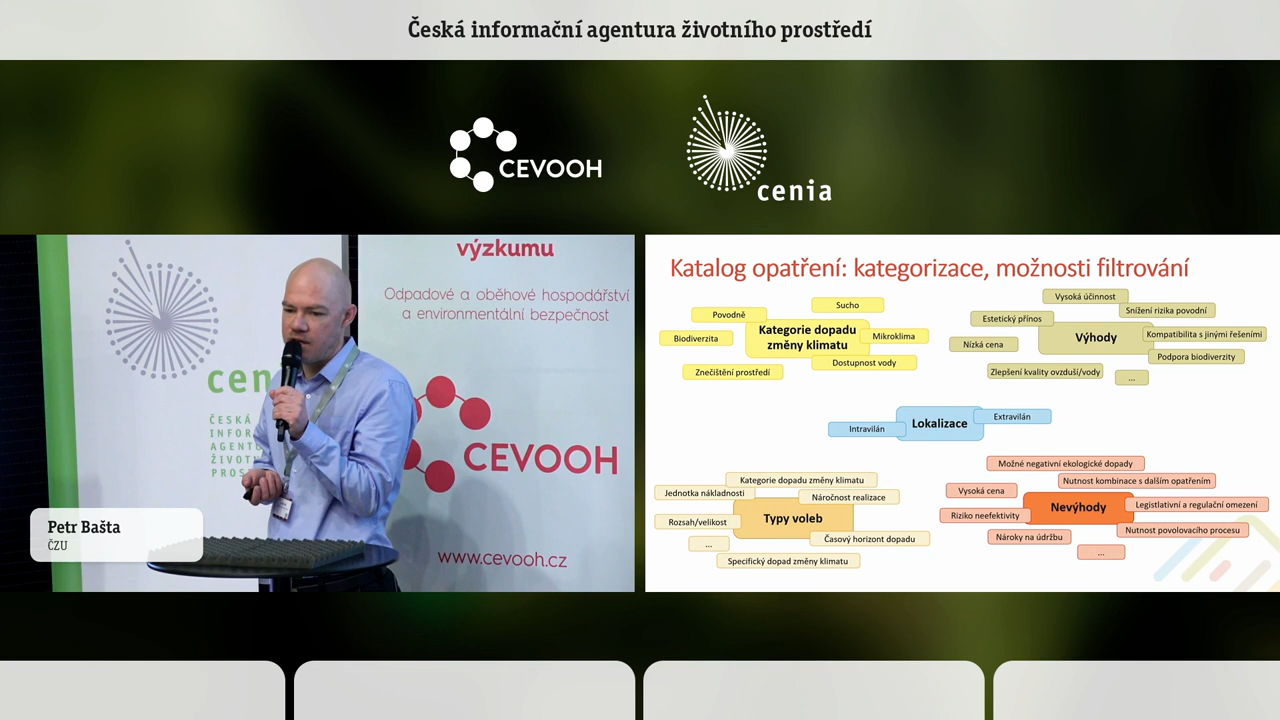 Česká informační agentura životního prostředí
CEVOOH
cenia
výzkumu
Odpadové a oběhové hospodářství
a environmentální bezpečnost
cen
ČESKÁ
INFOR
AGENTU
ŽIVOTN
PROS
CEVOOH
www.cevooh.cz
Petr Bašta
ČZU
Katalog opatření: kategorizace, možnosti filtrování
Sucho
Povodně
Kategorie dopadu
změny klimatu
Mikroklima
Biodiverzita
Dostupnost vody
Znečištění prostředí
Vysoká účinnost
Snížení rizika povodní
Estetický přínos
Výhody
Kompatibilita s jinými řešeními
Nízká cena
Podpora biodiverzity
Zlepšení kvality ovzduší/vody
...
Lokalizace
Extravilán
Intravilán
Kategorie dopadu změny klimatu
Jednotka nákladnosti
Náročnost realizace
Typy voleb
Rozsah/velikost
Časový horizont dopadu
...
Specifický dopad změny klimatu
Možné negativní ekologické dopady
Nutnost kombinace s dalším opatřením
Vysoká cena
Nevýhody
Legistlativní a regulační omezení
Riziko neefektivity
Nutnost povolovacího procesu
Nároky na údržbu
...